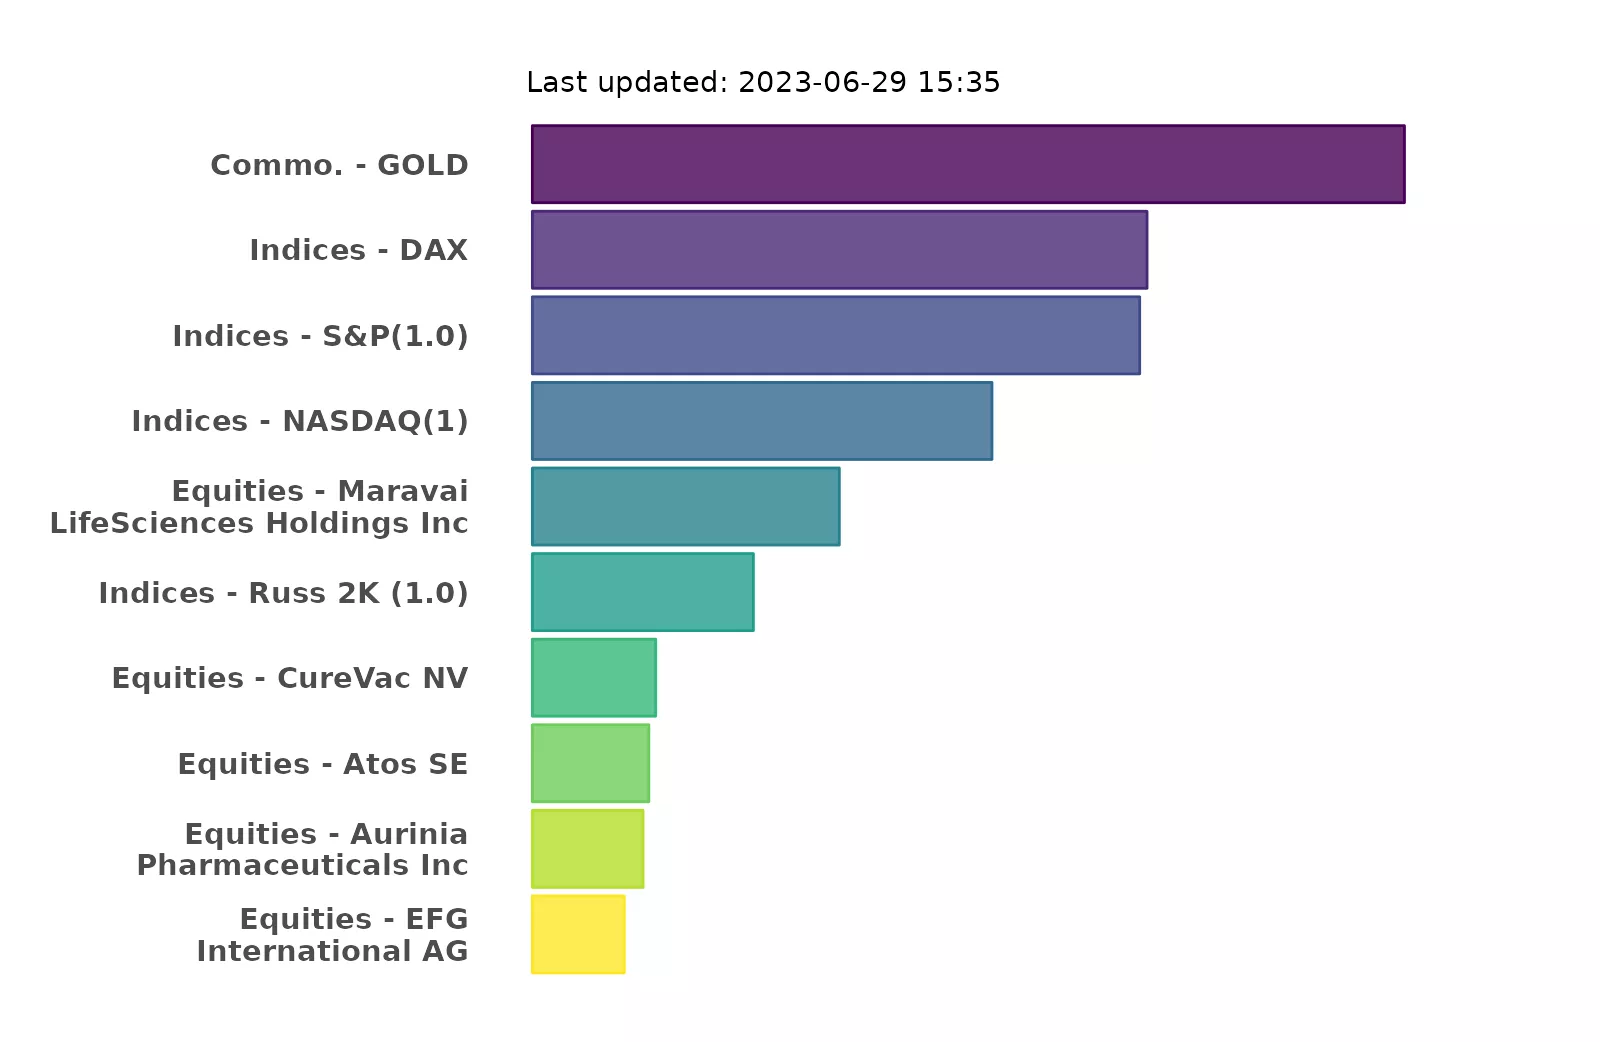 Last updated: 2023-06-29 15:35
Commo. - GOLD
Indices - DAX
Indices - S&P(1.0)
Indices - NASDAQ(1)
Equities - Maravai
LifeSciences Holdings Inc
Indices - Russ 2K (1.0)
Equities - CureVac NV
Equities - Atos SE
Equities - Aurinia
Pharmaceuticals Inc
Equities - EFG
International AG